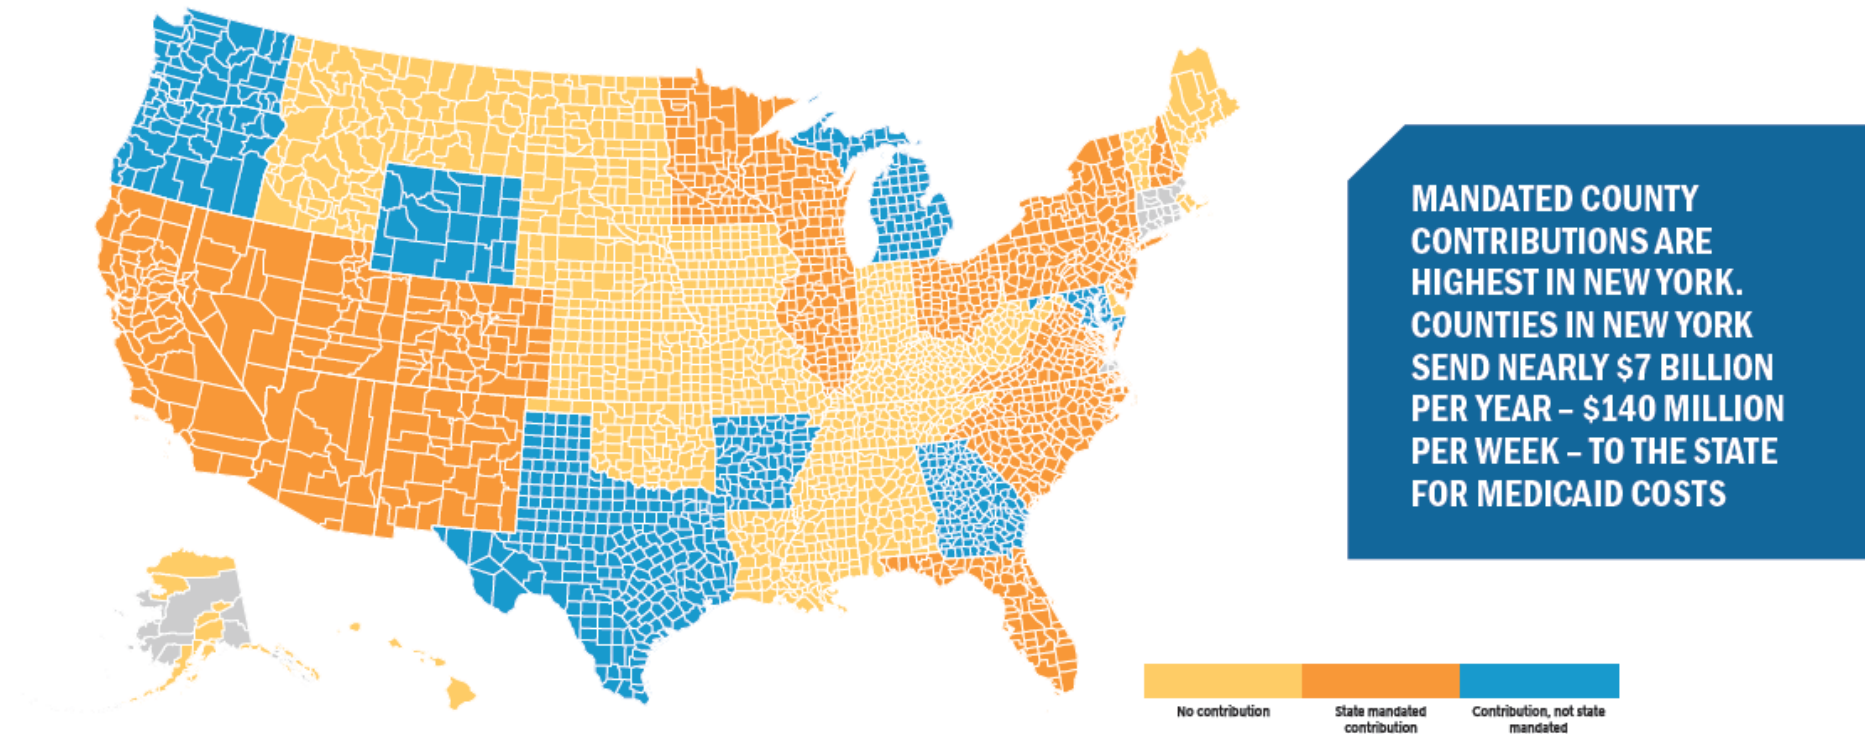 MANDATED COUNTY
CONTRIBUTIONS ARE
HIGHEST IN NEW YORK.
COUNTIES IN NEW YORK
SEND NEARLY $7 BILLION
PER YEAR – $140 MILLION
PER WEEK – TO THE STATE
FOR MEDICAID COSTS
No contribution
State mandated
contribution
Contribution, not state
mandated